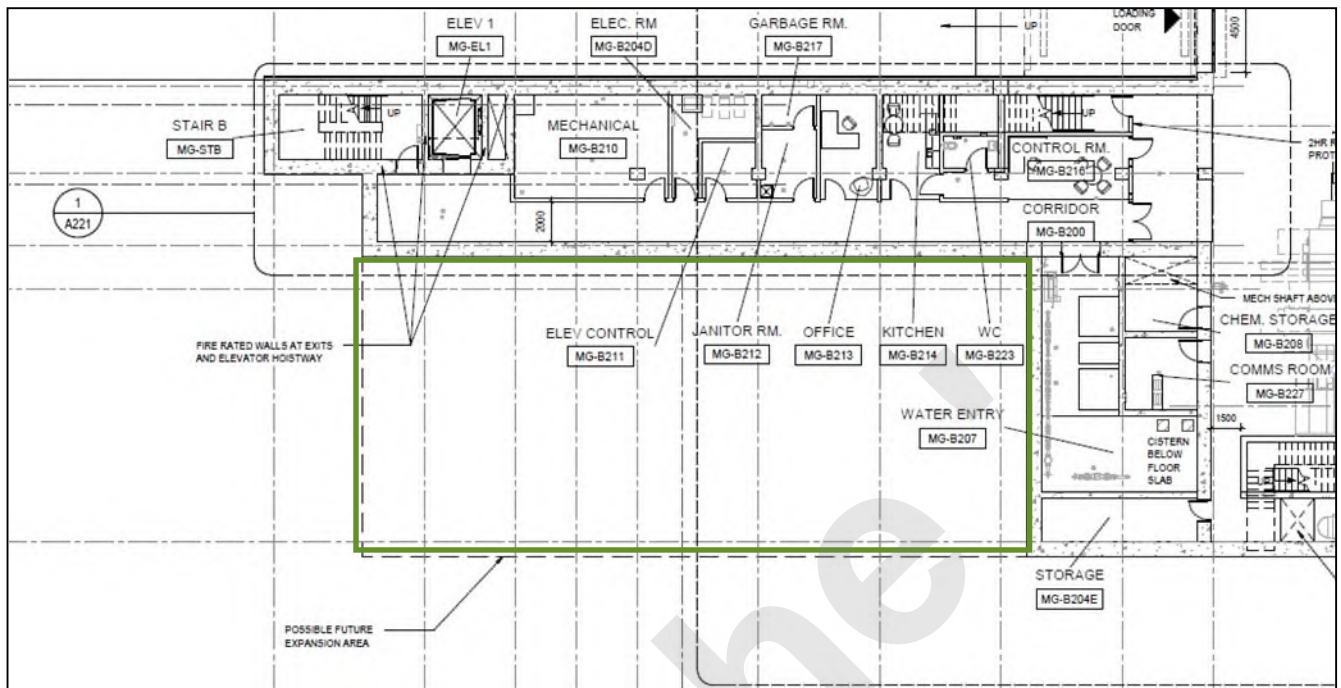 ELEV 1
MG-EL1
ELEC. RM
MG-B204D
GARBAGE RM.
MG-B217
UP
LOADING
DOOR
4500
STAIR B
MG-STB
UP
MECHANICAL
MG-B210
UP
CONTROL RM.
MG-B216
2HR
PROT
1
A221
2000
CORRIDOR
MG-B200
MECH SHAFT ABOV
FIRE RATED WALLS AT EXITS
AND ELEVATOR HOISTWAY
ELEV CONTROL
MG-B211
JANITOR RM.
MG-B212
OFFICE
MG-B213
KITCHEN
MG-B214
WC
MG-B223
CHEM. STORAGE
MG-B208
COMMS ROOM
MG-B227
WATER ENTRY
MG-B207
1500
CISTERN
BELOW
FLOOR
SLAB
UP
STORAGE
MG-B204E
POSSIBLE FUTURE
EXPANSION AREA
he